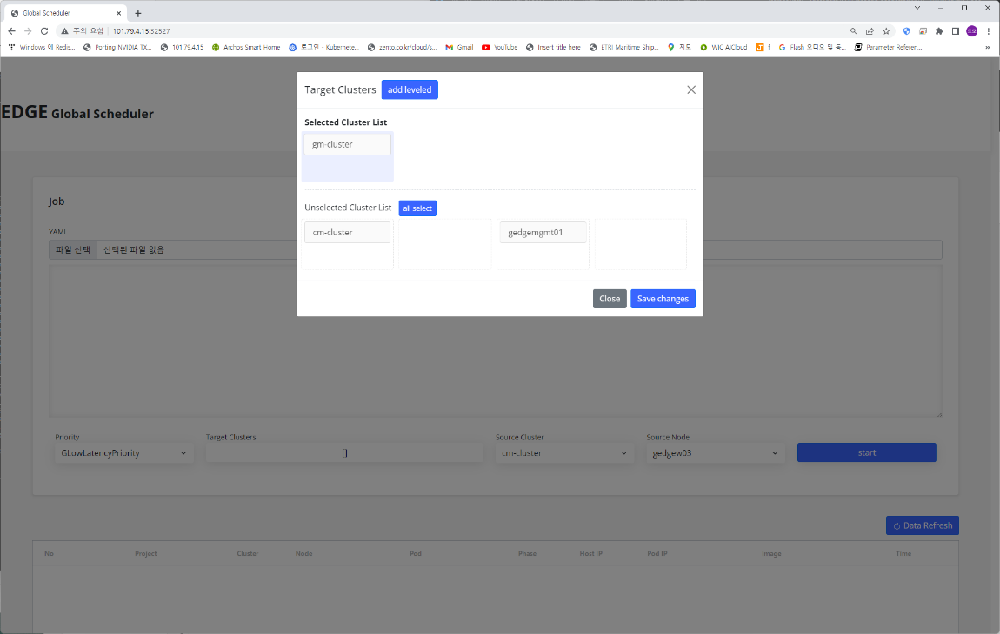 Global Scheduler
주의 요함 101.79.4.15:32527
Windows 에 Redis... Porting NVIDIA TX... 101.79.4.15 Archos Smart Home 로그인 - Kubernete... zento.co.kr/cloud/s... Gmail YouTube Insert title here ETRI Maritime Ship... 지도 WIC AICloud f Flash 오디오 및 동... Parameter Referen... »
Target Clusters add leveled
EDGE Global Scheduler
Selected Cluster List
gm-cluster
Unselected Cluster List all select
cm-cluster gedgemgmt01
Close Save changes
Job
YAML
파일 선택 선택된 파일 없음
Priority Target Clusters Source Cluster Source Node
GLowLatencyPriority [] cm-cluster gedgew03 start
Data Refresh
No Project Cluster Node Pod Phase Host IP Pod IP Image Time